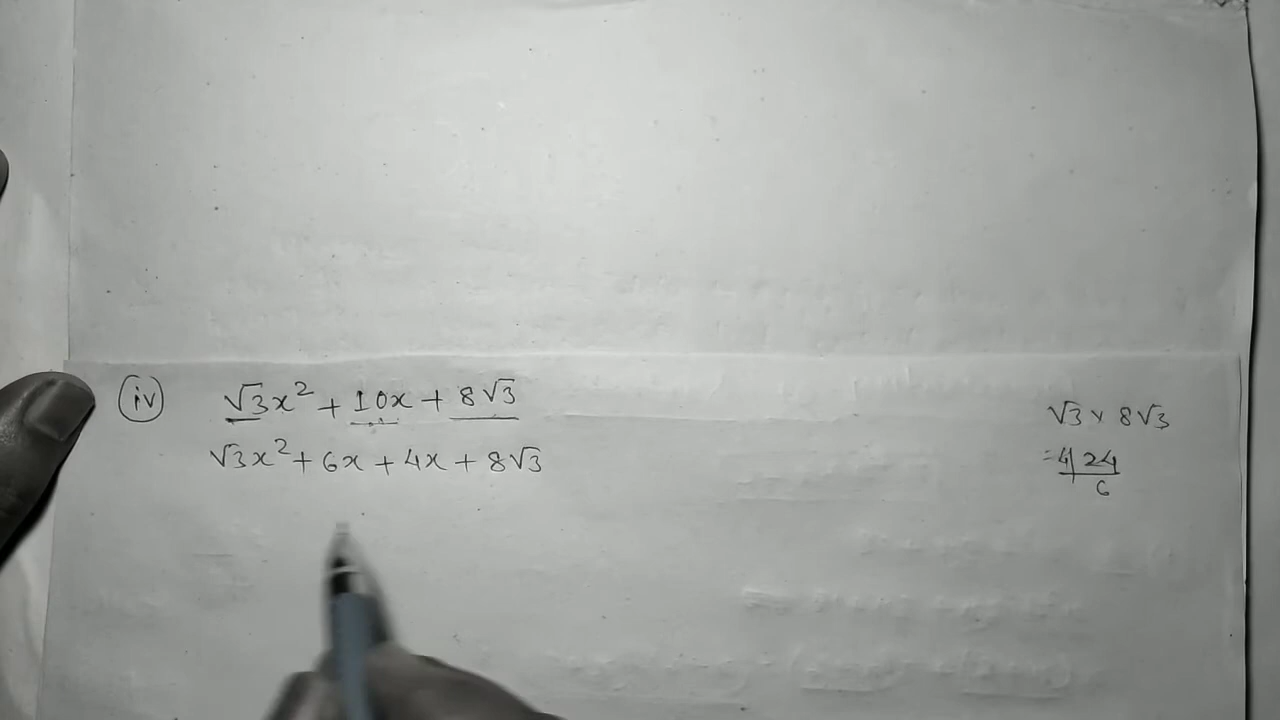 (iv) √3x² + 10x + 8√3
√3x² + 6x + 4x + 8√3
√3 × 8√3
= 4| 24
6